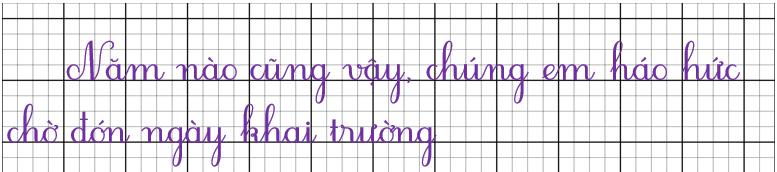 Năm nào cũng vậy, chúng em háo hức
chờ đón ngày khai trường